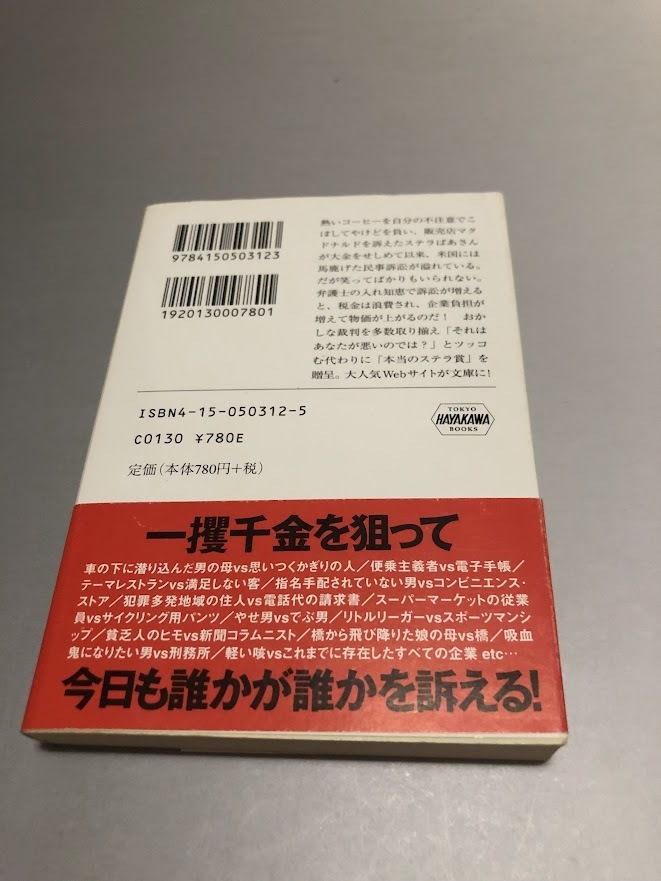 9784150503123
1920130007801
熱いコーヒーを自分の不注意でこ
ぼしてやけどを負い、販売店マク
ドナルドを訴えたステラばあさん
が大金をせしめて以来、米国には
馬鹿げた民事訴訟が溢れている。
だが笑ってばかりもいられない。
弁護士の入れ知恵で訴訟が増える
と、税金は浪費され、企業負担が
増えて物価が上がるのだ! おか
しな裁判を多数取り揃え「それは
あなたが悪いのでは?」とツッコ
む代わりに「本当のステラ賞」を
贈呈。大人気Webサイトが文庫に!
ISBN4-15-050312-5
C0130 ¥780E
定価(本体780円+税)
TOKYO
HAYAKAWA
BOOKS
一攫千金を狙って
車の下に潜り込んだ男の母vs思いつくかぎりの人/便乗主義者vs電子手帳/
テーマレストランvs満足しない客/指名手配されていない男vsコンビニエンス・
ストア/犯罪多発地域の住人vs電話代の請求書/スーパーマーケットの従業
員vsサイクリング用パンツ/やせ男vsでぶ男/リトルリーガーvsスポーツマンシ
ップ/貧乏人のヒモvs新聞コラムニスト/橋から飛び降りた娘の母vs橋/吸血
鬼になりたい男vs刑務所/軽い咳vsこれまでに存在したすべての企業 etc…
今日も誰かが誰かを訴える!